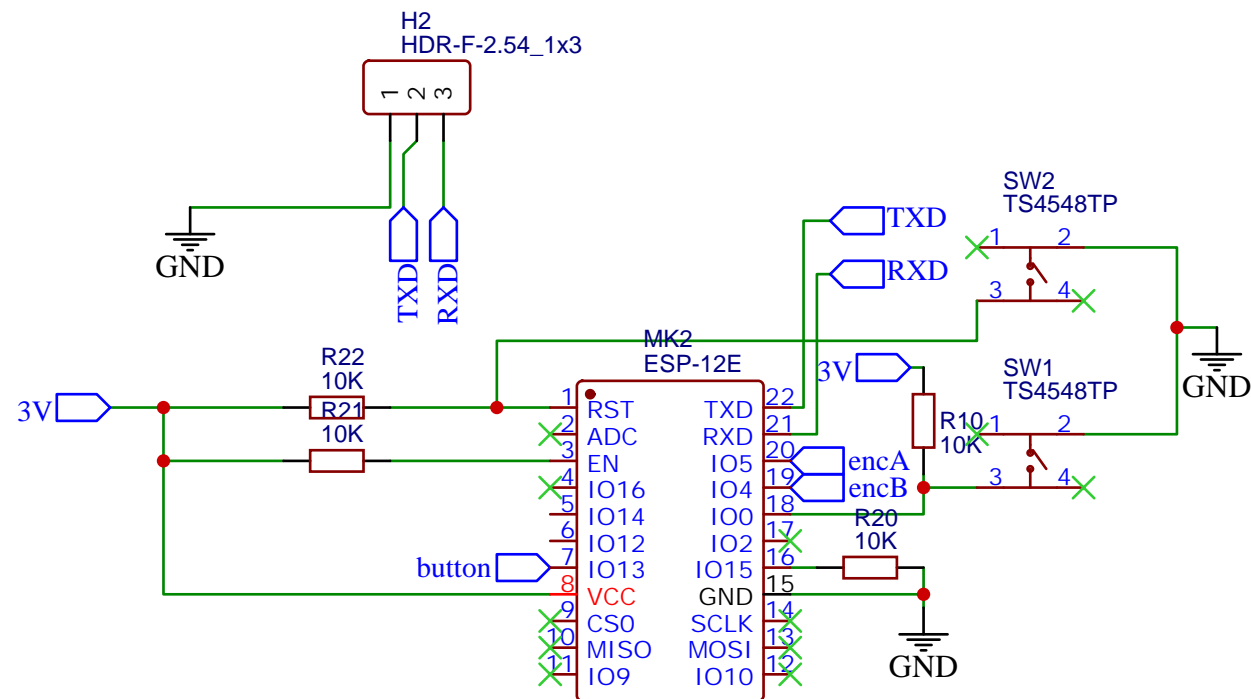 H2
HDR-F-2.54_1x3
1 2 3
GND
TXD
RXD
TXD
RXD
SW2
TS4548TP
1 2
3 4
GND
SW1
TS4548TP
1 2
3 4
3V
R10
10K
R22
10K
R21
10K
3V
MK2
ESP-12E
1 RST TXD 22
2 ADC RXD 21
3 EN IO5 20 encA
4 IO16 IO4 19 encB
5 IO14 IO0 18
6 IO12 IO2 17
button 7 IO13 IO15 16
8 VCC GND 15
9 CS0 SCLK 14
10 MISO MOSI 13
11 IO9 IO10 12
R20
10K
GND